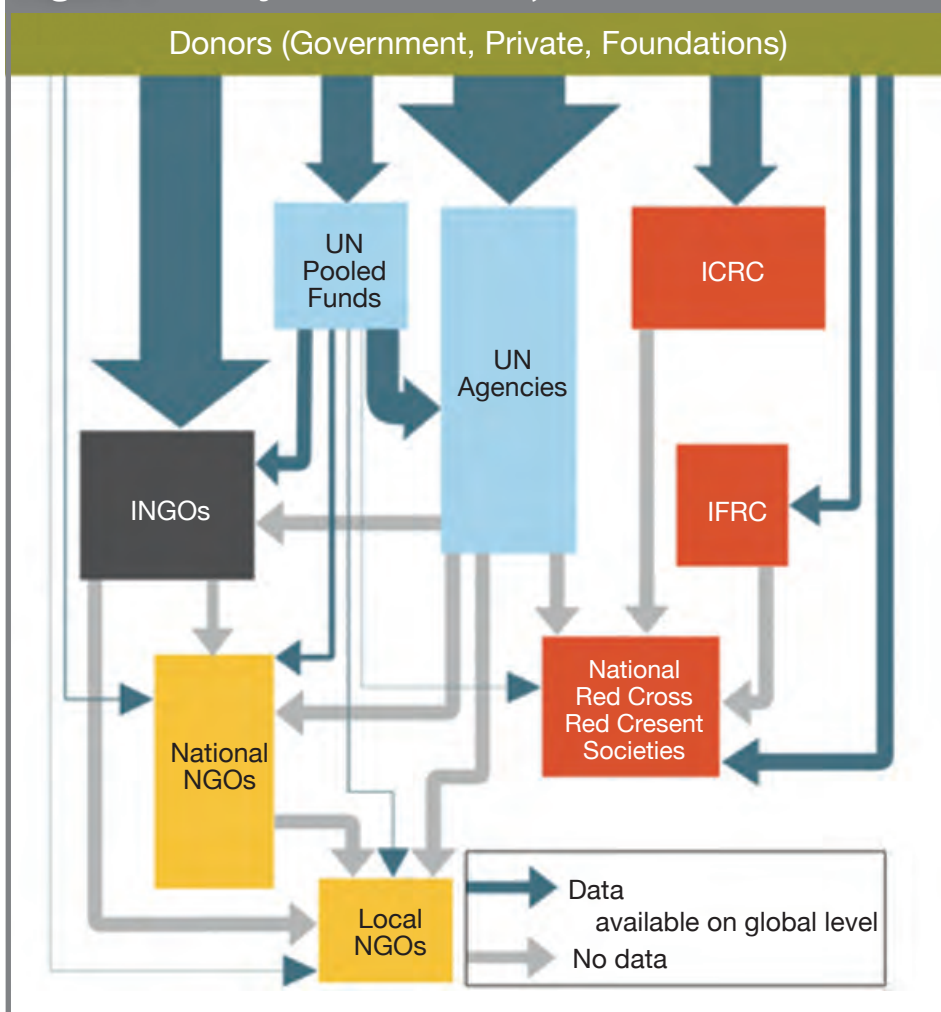 Donors (Government, Private, Foundations)
UN
Pooled
Funds
ICRC
UN
Agencies
INGOs
IFRC
National
Red Cross
Red Cresent
Societies
National
NGOs
Local
NGOs
Data
available on global level
No data